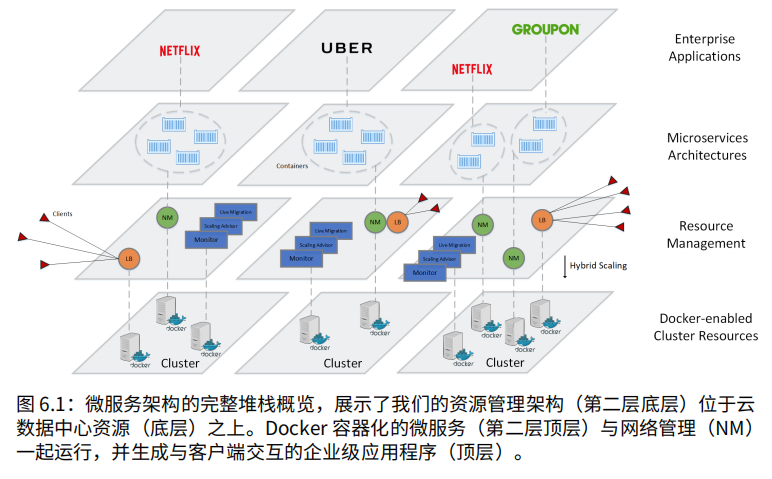 NETFLIX
UBER
GROUPON
NETFLIX
Enterprise
Applications
Containers
Microservices
Architectures
Clients
LB
NM
Live Migration
Scaling Advisor
Monitor
NM
LB
Live Migration
Scaling Advisor
Monitor
NM
LB
NM
Live Migration
Scaling Advisor
Monitor
Resource
Management
Hybrid Scaling
docker
docker
docker
Cluster
docker
docker
Cluster
docker
docker
docker
docker
Cluster
Docker-enabled
Cluster Resources
图 6.1：微服务架构的完整堆栈概览，展示了我们的资源管理架构（第二层底层）位于云
数据中心资源（底层）之上。Docker 容器化的微服务（第二层顶层）与网络管理（NM）
一起运行，并生成与客户端交互的企业级应用程序（顶层）。